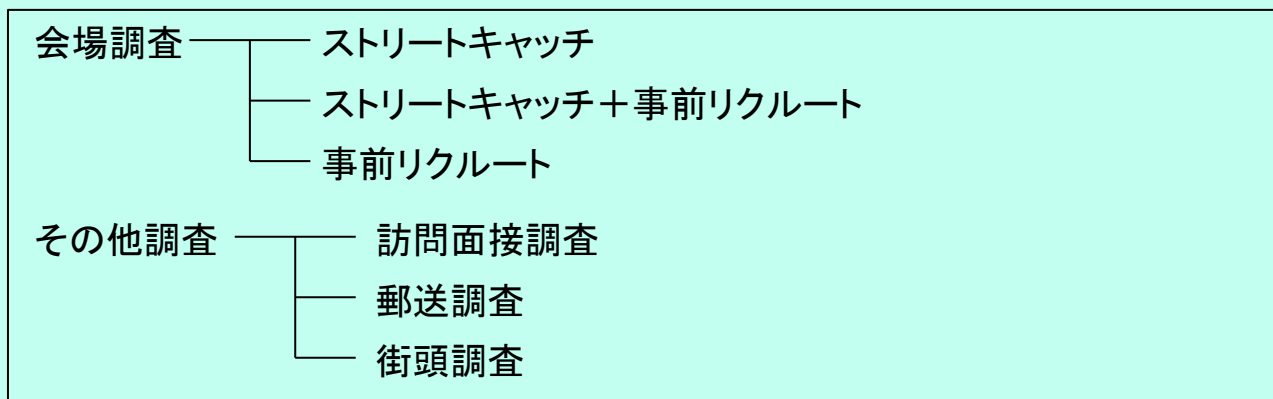 会場調査 ストリートキャッチ
ストリートキャッチ＋事前リクルート
事前リクルート
その他調査 訪問面接調査
郵送調査
街頭調査